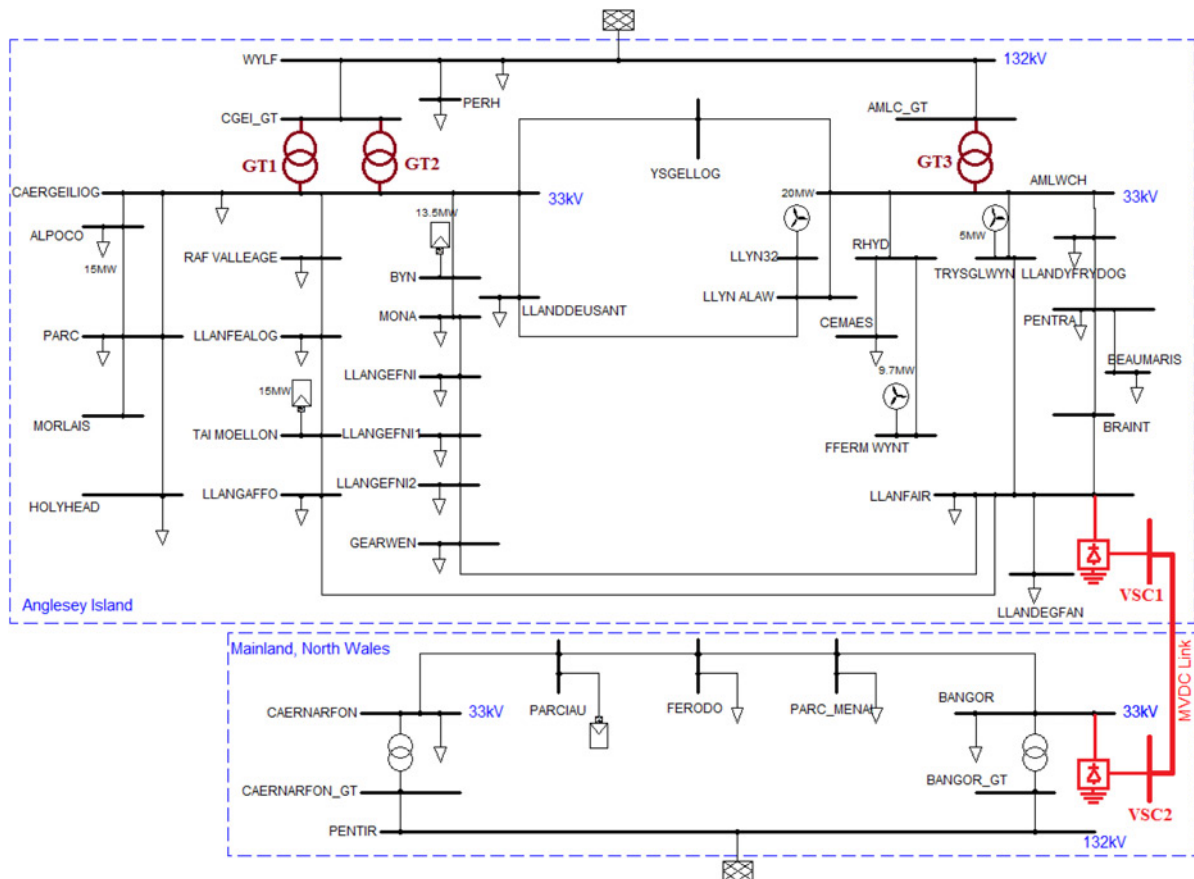 WYLF
132kV
PERH
CGEI_GT
AMLC_GT
GT1
GT2
GT3
YSGELLOG
CAERGEILIOG
33kV
20MW
AMLWCH
33kV
13.5MW
ALPOCO
15MW
RAF VALLEAGE
BYN
LLYN32
RHYD
5MW
TRYSGLWYN
LLANDYFRYDOG
LLANDDEUSANT
LLYN ALAW
MONA
CEMAES
PENTRA
PARC
LLANFEALOG
BEAUMARIS
LLANGEFNI
9.7MW
15MW
MORLAIS
TAI MOELLON
LLANGEFNI1
FFERM WYNT
BRAINT
LLANGEFNI2
HOLYHEAD
LLANGAFFO
LLANFAIR
GEARWEN
Anglesey Island
LLANDEGFAN
VSC1
Mainland, North Wales
MVDC Link
CAERNARFON
33kV
PARCIAU
FERODO
PARC_MENAI
BANGOR
33kV
CAERNARFON_GT
BANGOR_GT
VSC2
PENTIR
132kV